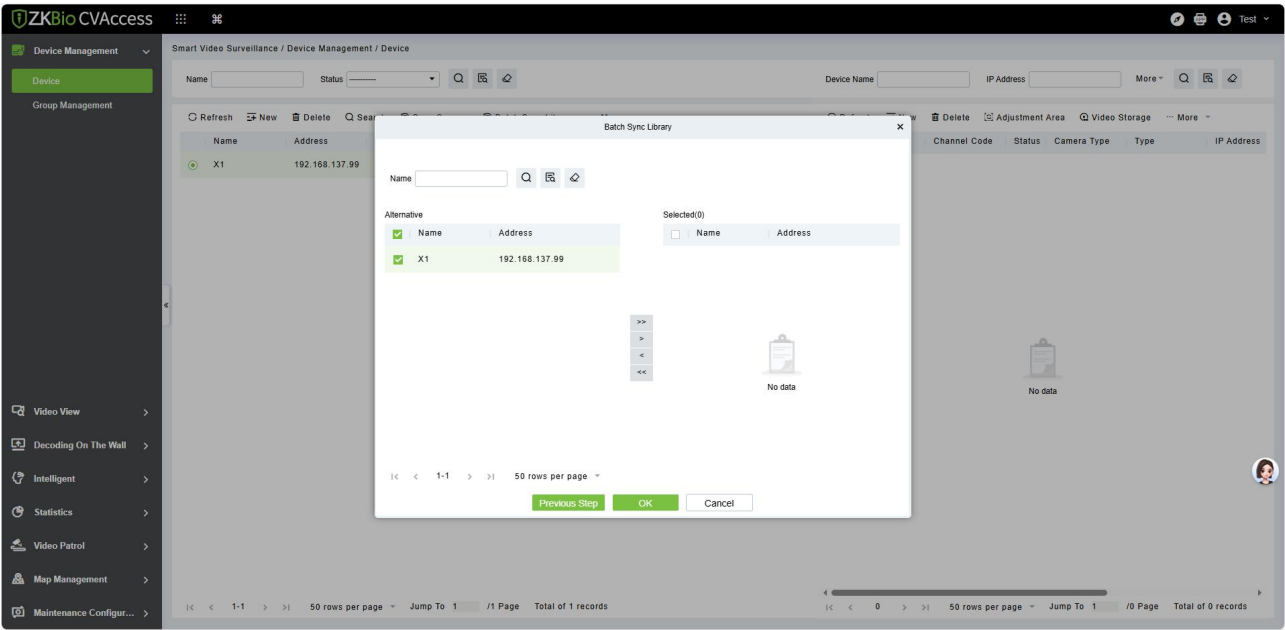 ZKBio CVAccess
Test
Device Management
Device
Group Management
Video View
Decoding On The Wall
Intelligent
Statistics
Video Patrol
Map Management
Maintenance Configur...
Smart Video Surveillance / Device Management / Device
Name Status ---------
Device Name IP Address More
Refresh New Delete
Delete Adjustment Area Video Storage More
Name Address
Channel Code Status Camera Type Type IP Address
X1 192.168.137.99
Batch Sync Library ×
Name
Alternative
Name Address
X1 192.168.137.99
Selected(0)
Name Address
>>
>
<
<<
No data
1-1 50 rows per page
Previous Step OK Cancel
No data
1-1 50 rows per page Jump To 1 /1 Page Total of 1 records
0 50 rows per page Jump To 1 /0 Page Total of 0 records